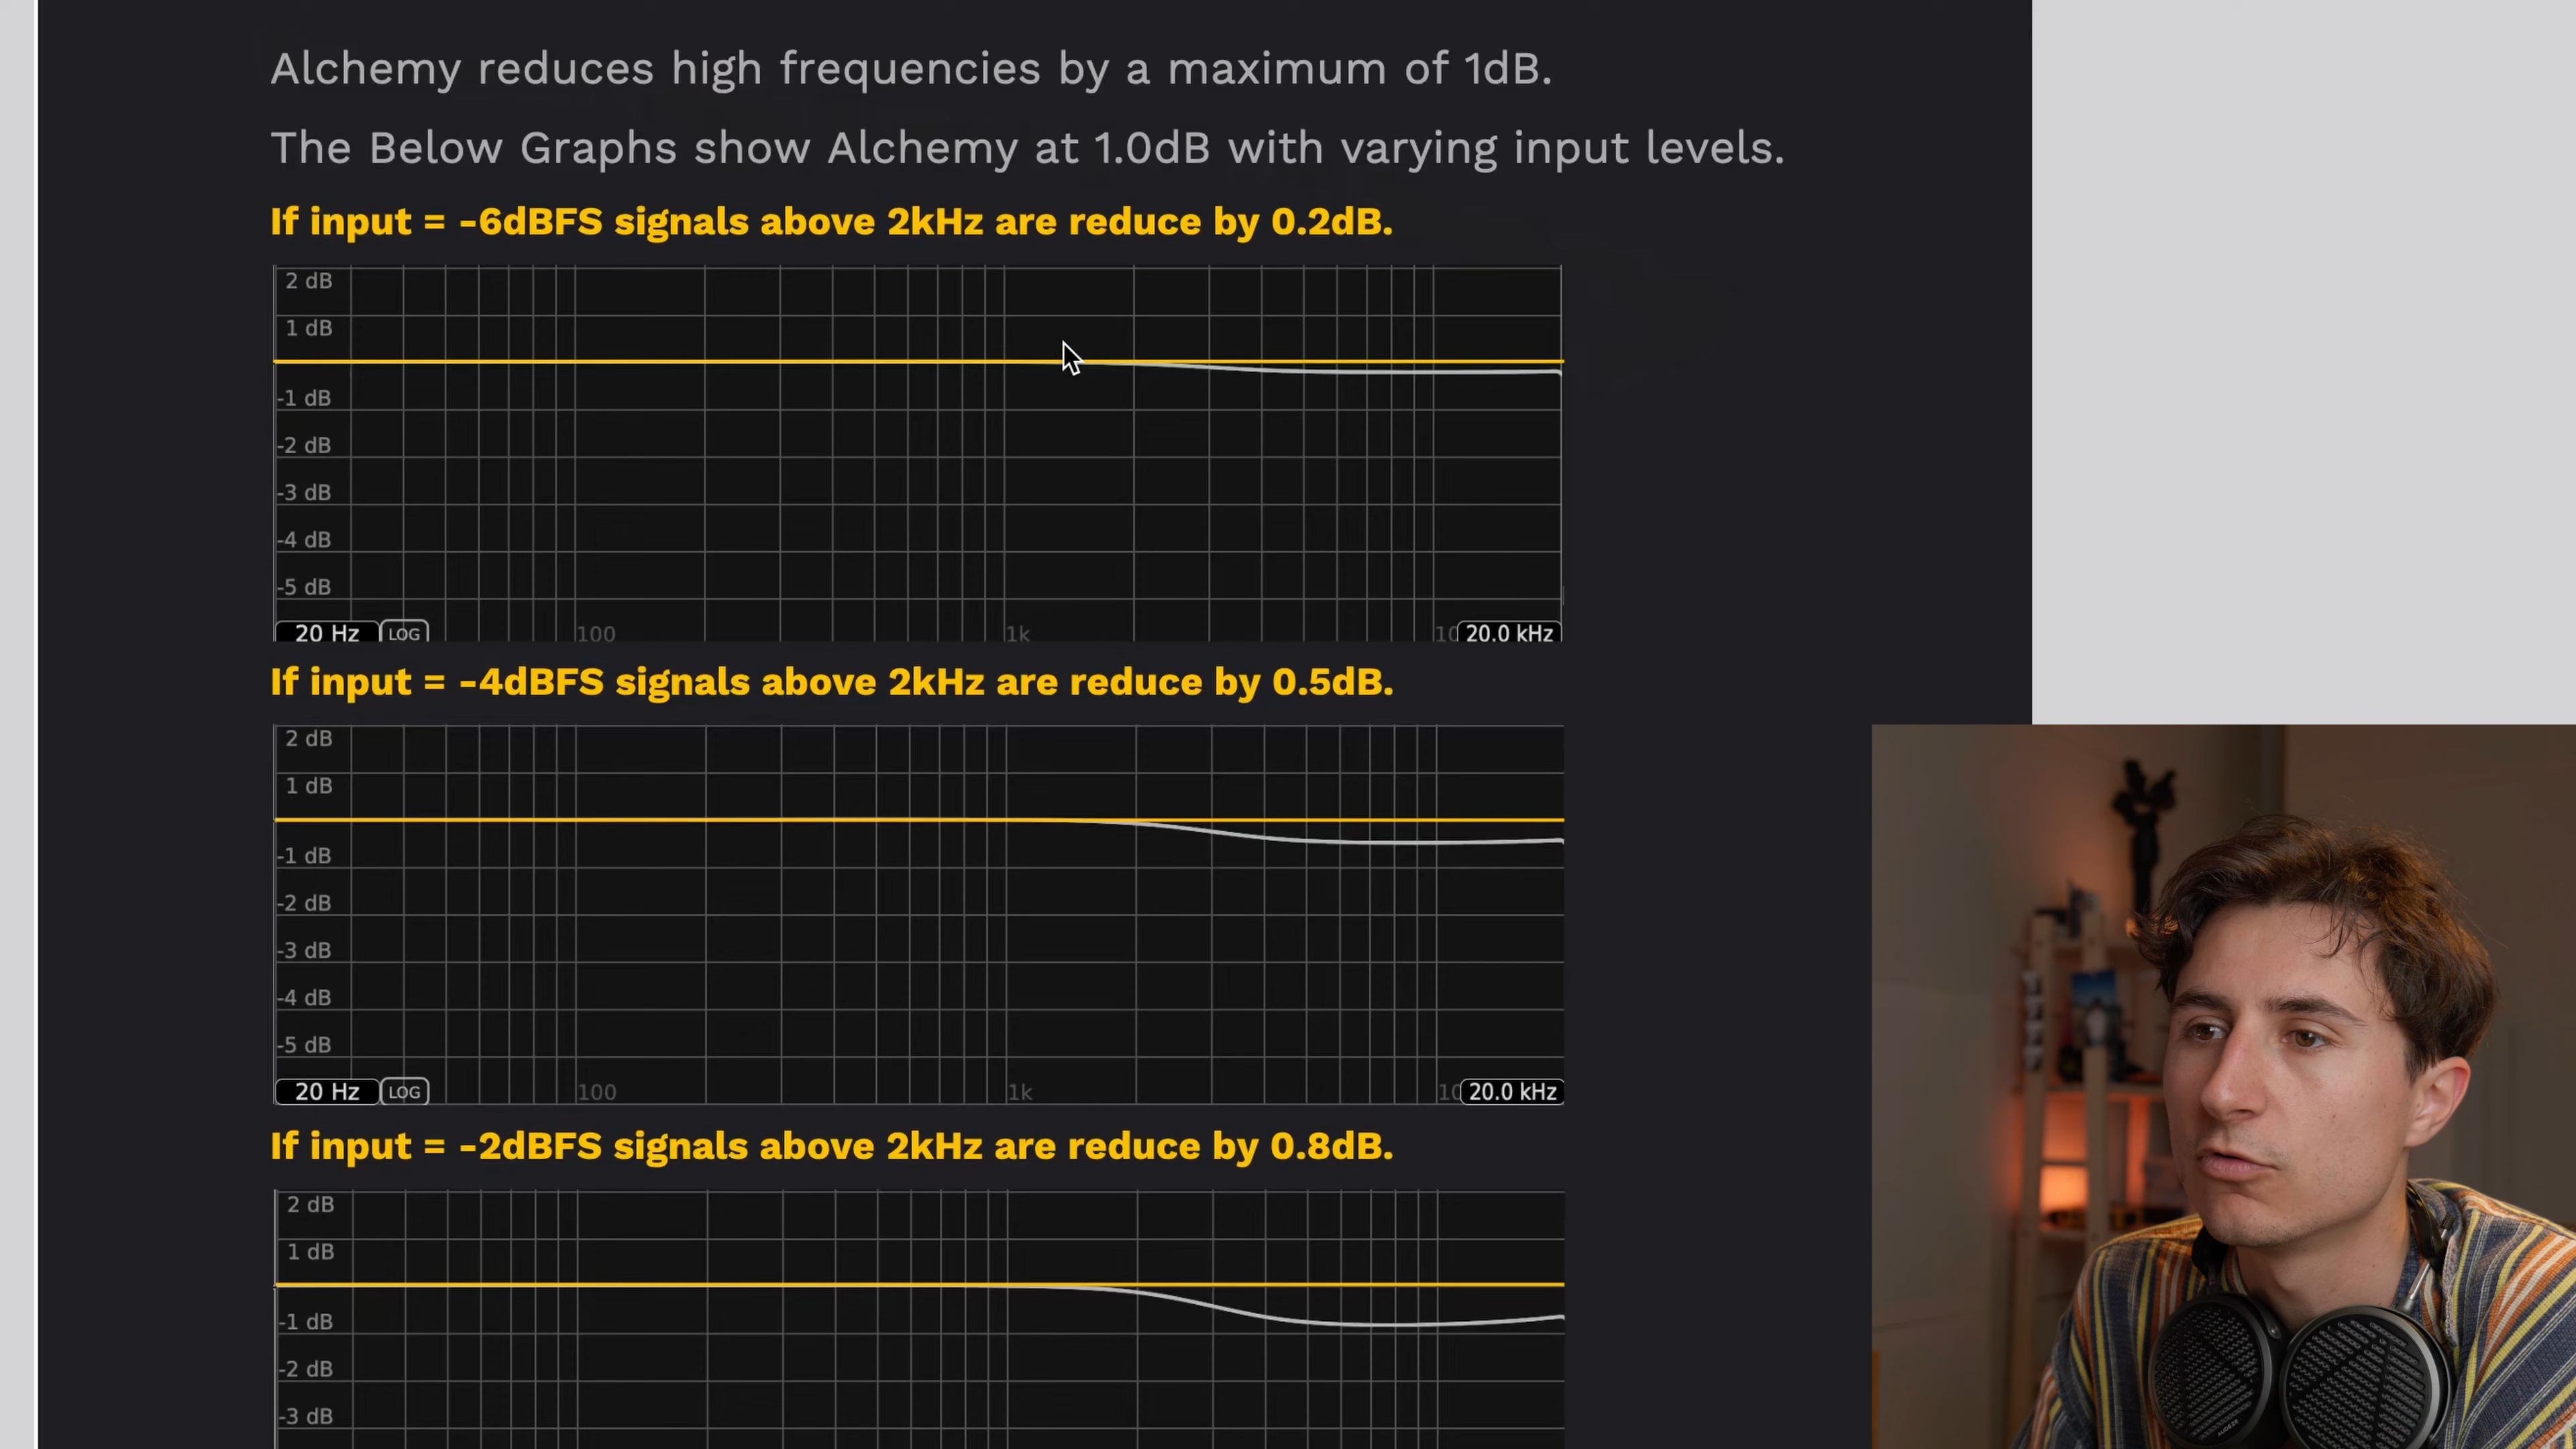 Alchemy reduces high frequencies by a maximum of 1dB.
The Below Graphs show Alchemy at 1.0dB with varying input levels.
If input = -6dBFS signals above 2kHz are reduce by 0.2dB.
2 dB
1 dB
-1 dB
-2 dB
-3 dB
-4 dB
-5 dB
20 Hz LOG 100 1k 10 20.0 kHz
If input = -4dBFS signals above 2kHz are reduce by 0.5dB.
2 dB
1 dB
-1 dB
-2 dB
-3 dB
-4 dB
-5 dB
20 Hz LOG 100 1k 10 20.0 kHz
If input = -2dBFS signals above 2kHz are reduce by 0.8dB.
2 dB
1 dB
-1 dB
-2 dB
-3 dB